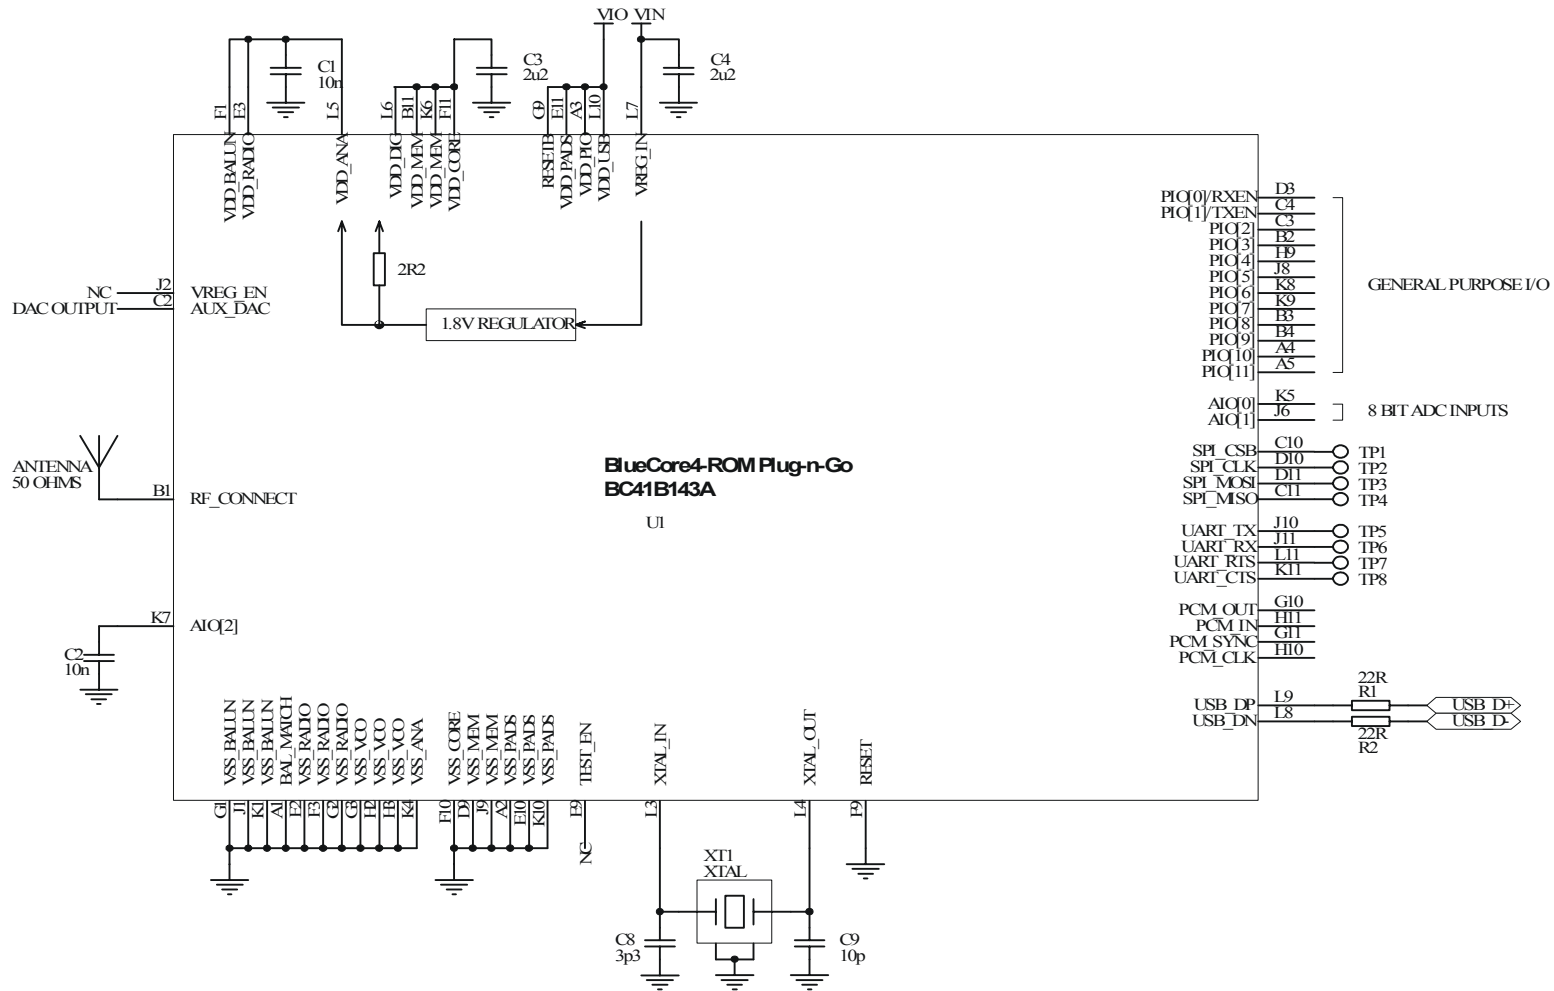 VIO VIN
C1
10n
C3
2u2
C4
2u2
F1
E3
L5
L6
B11
K6
F11
G9
E11
A3
L10
L7
VDD_BALUN
VDD_RADIO
VDD_ANA
VDD_DIG
VDD_MEM
VDD_MEM
VDD_CORE
RESETB
VDD_PADS
VDD_PIO
VDD_USB
VREG_IN
2R2
1.8V REGULATOR
NC J2 VREG_EN
DAC OUTPUT C2 AUX_DAC
ANTENNA
50 OHMS
B1 RF_CONNECT
K7 AIO[2]
C2
10n
BlueCore4-ROM Plug-n-Go
BC41B143A
U1
PIO[0]/RXEN D3
PIO[1]/TXEN C4
PIO[2] C3
PIO[3] B2
PIO[4] H9
PIO[5] J8
PIO[6] K8
PIO[7] K9
PIO[8] B3
PIO[9] B4
PIO[10] A4
PIO[11] A5
GENERAL PURPOSE I/O
AIO[0] K5
AIO[1] J6
8 BIT ADC INPUTS
SPI_CSB C10 TP1
SPI_CLK D10 TP2
SPI_MOSI D11 TP3
SPI_MISO C11 TP4
UART_TX J10 TP5
UART_RX J11 TP6
UART_RTS L11 TP7
UART_CTS K11 TP8
PCM_OUT G10
PCM_IN H11
PCM_SYNC G11
PCM_CLK H10
22R
R1
USB_DP L9 USB_D+
USB_DN L8 USB_D-
22R
R2
VSS_BALUN
VSS_BALUN
VSS_BALUN
BAL_MATCH
VSS_RADIO
VSS_RADIO
VSS_RADIO
VSS_VCO
VSS_VCO
VSS_VCO
VSS_ANA
VSS_CORE
VSS_MEM
VSS_MEM
VSS_PADS
VSS_PADS
VSS_PADS
TEST_EN
XTAL_IN
XTAL_OUT
RESET
G1
J1
K1
A1
E2
F3
G2
G3
H2
H3
K4
F10
D9
J9
A2
E10
K10
E9
L3
L4
F9
NC
XT1
XTAL
C8
3p3
C9
10p